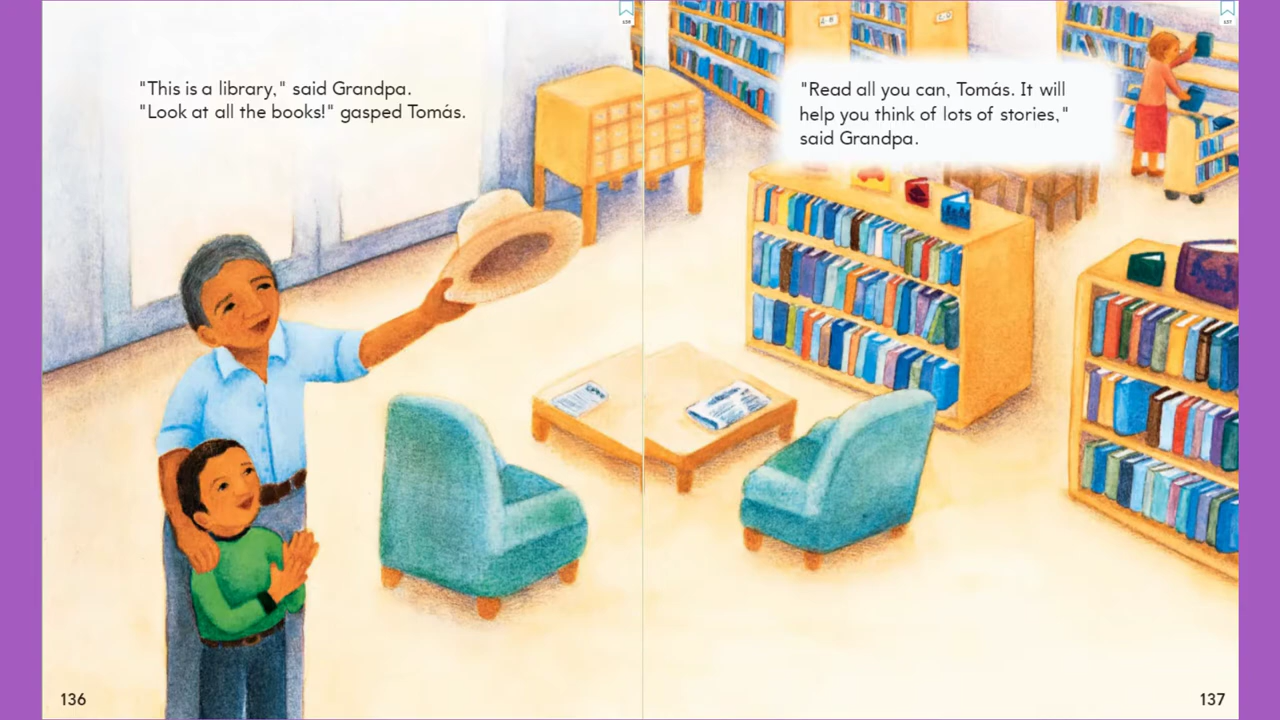 "This is a library," said Grandpa.
"Look at all the books!" gasped Tomás.
"Read all you can, Tomás. It will
help you think of lots of stories,"
said Grandpa.
136
137